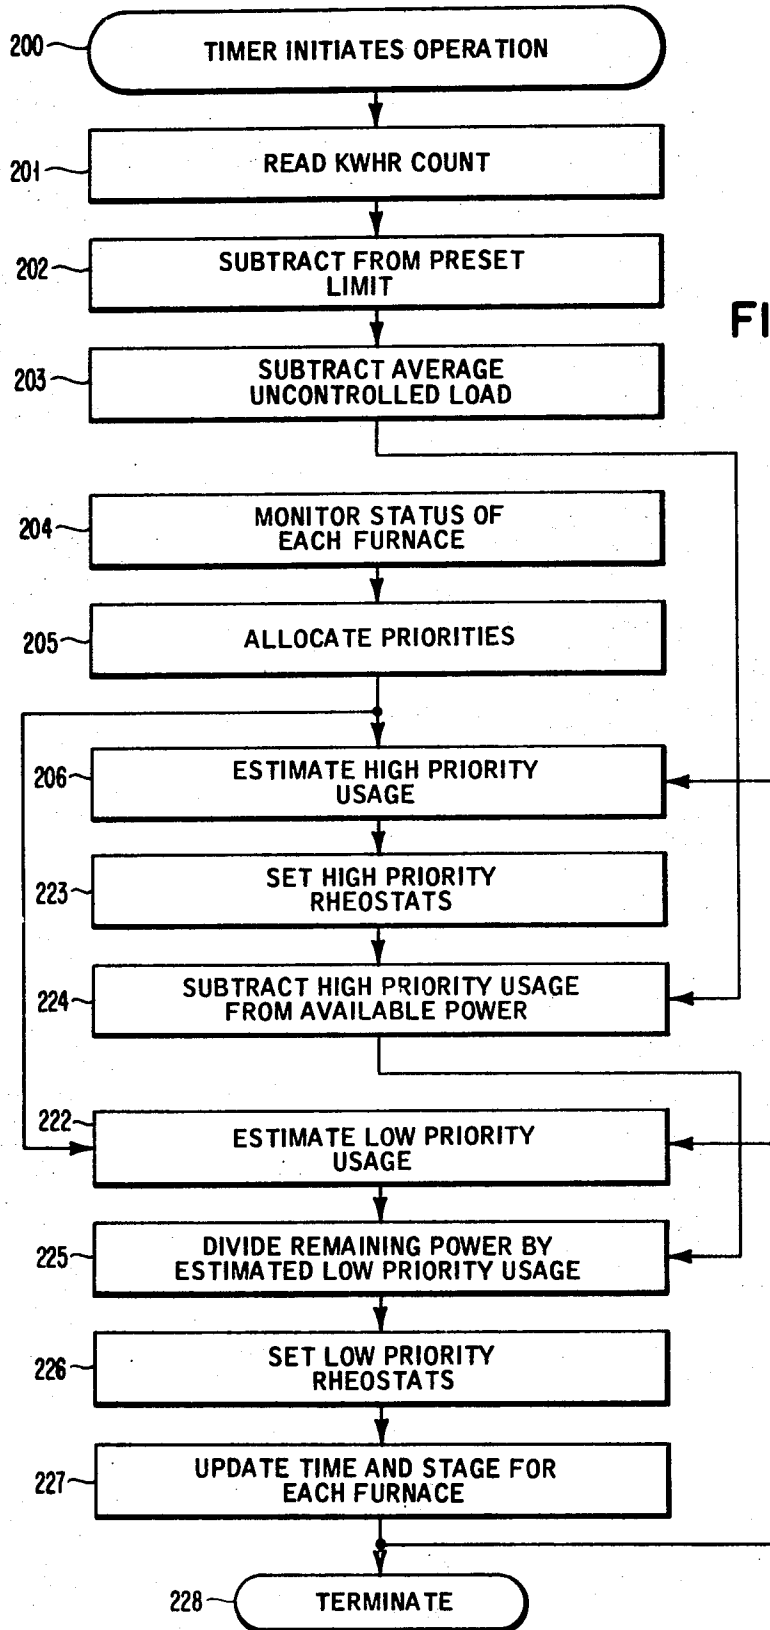 200
TIMER INITIATES OPERATION
201
READ KWHR COUNT
202
SUBTRACT FROM PRESET
LIMIT
FI
203
SUBTRACT AVERAGE
UNCONTROLLED LOAD
204
MONITOR STATUS OF
EACH FURNACE
205
ALLOCATE PRIORITIES
206
ESTIMATE HIGH PRIORITY
USAGE
223
SET HIGH PRIORITY
RHEOSTATS
224
SUBTRACT HIGH PRIORITY USAGE
FROM AVAILABLE POWER
222
ESTIMATE LOW PRIORITY
USAGE
225
DIVIDE REMAINING POWER BY
ESTIMATED LOW PRIORITY USAGE
226
SET LOW PRIORITY
RHEOSTATS
227
UPDATE TIME AND STAGE FOR
EACH FURNACE
228
TERMINATE